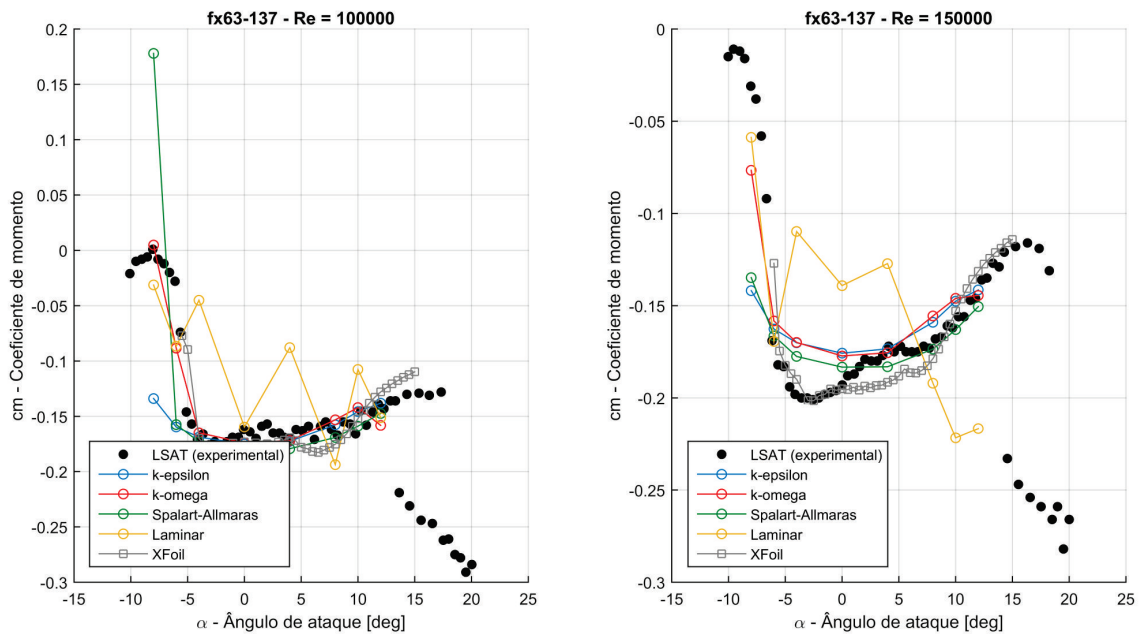 fx63-137 - Re = 100000
0.2
0.15
0.1
0.05
0
-0.05
-0.1
-0.15
-0.2
-0.25
-0.3
cm - Coeficiente de momento
LSAT (experimental)
k-epsilon
k-omega
Spalart-Allmaras
Laminar
XFoil
-15 -10 -5 0 5 10 15 20 25
α - Ângulo de ataque [deg]
fx63-137 - Re = 150000
0
-0.05
-0.1
-0.15
-0.2
-0.25
-0.3
cm - Coeficiente de momento
LSAT (experimental)
k-epsilon
k-omega
Spalart-Allmaras
Laminar
XFoil
-15 -10 -5 0 5 10 15 20 25
α - Ângulo de ataque [deg]